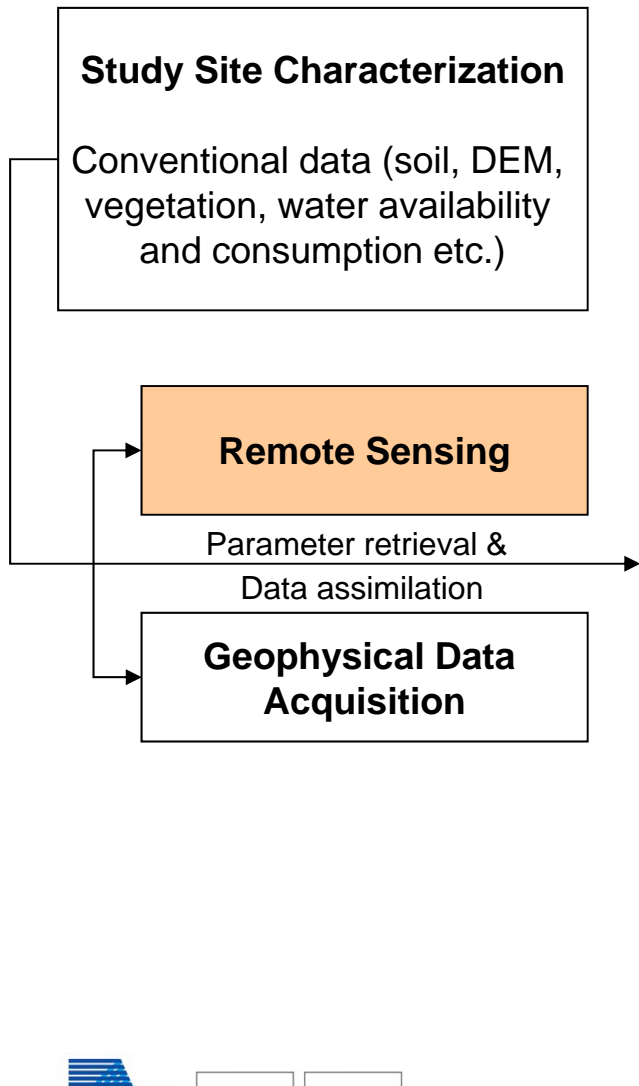 Study Site Characterization
Conventional data (soil, DEM,
vegetation, water availability
and consumption etc.)
Remote Sensing
Parameter retrieval &
Data assimilation
Geophysical Data
Acquisition